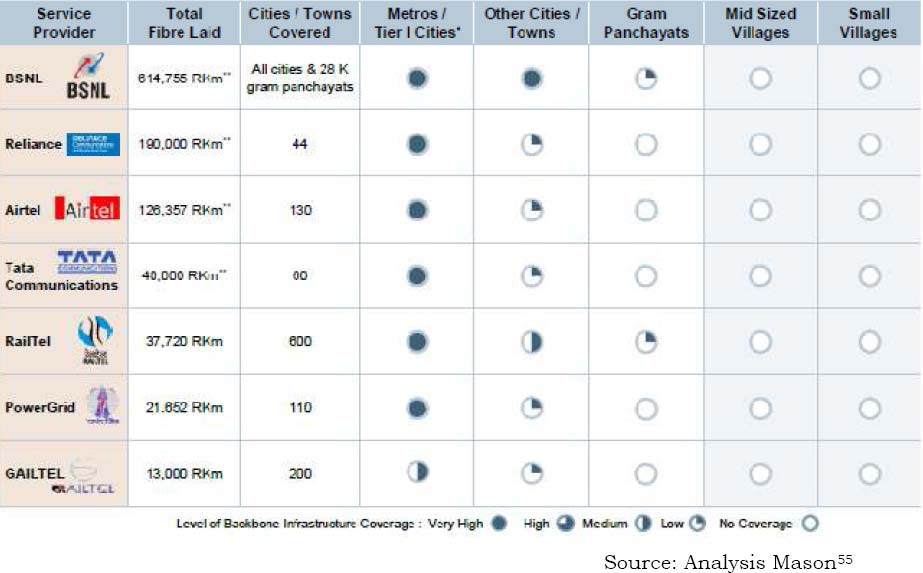 Service Provider
Total Fibre Laid
Cities / Towns Covered
Metros / Tier I Cities*
Other Cities / Towns
Gram Panchayats
Mid Sized Villages
Small Villages
BSNL BSNL 614,755 RKm** All cities & 28 K gram panchayats
Reliance RELIANCE Communications 190,000 RKm** 44
Airtel Airtel 126,357 RKm** 130
Tata Communications TATA COMMUNICATIONS 40,000 RKm** 60
RailTel RAILTEL 37,720 RKm 600
PowerGrid 21,652 RKm 110
GAILTEL GAILTEL 13,000 RKm 200
Level of Backbone Infrastructure Coverage : Very High High Medium Low No Coverage
Source: Analysis Mason55